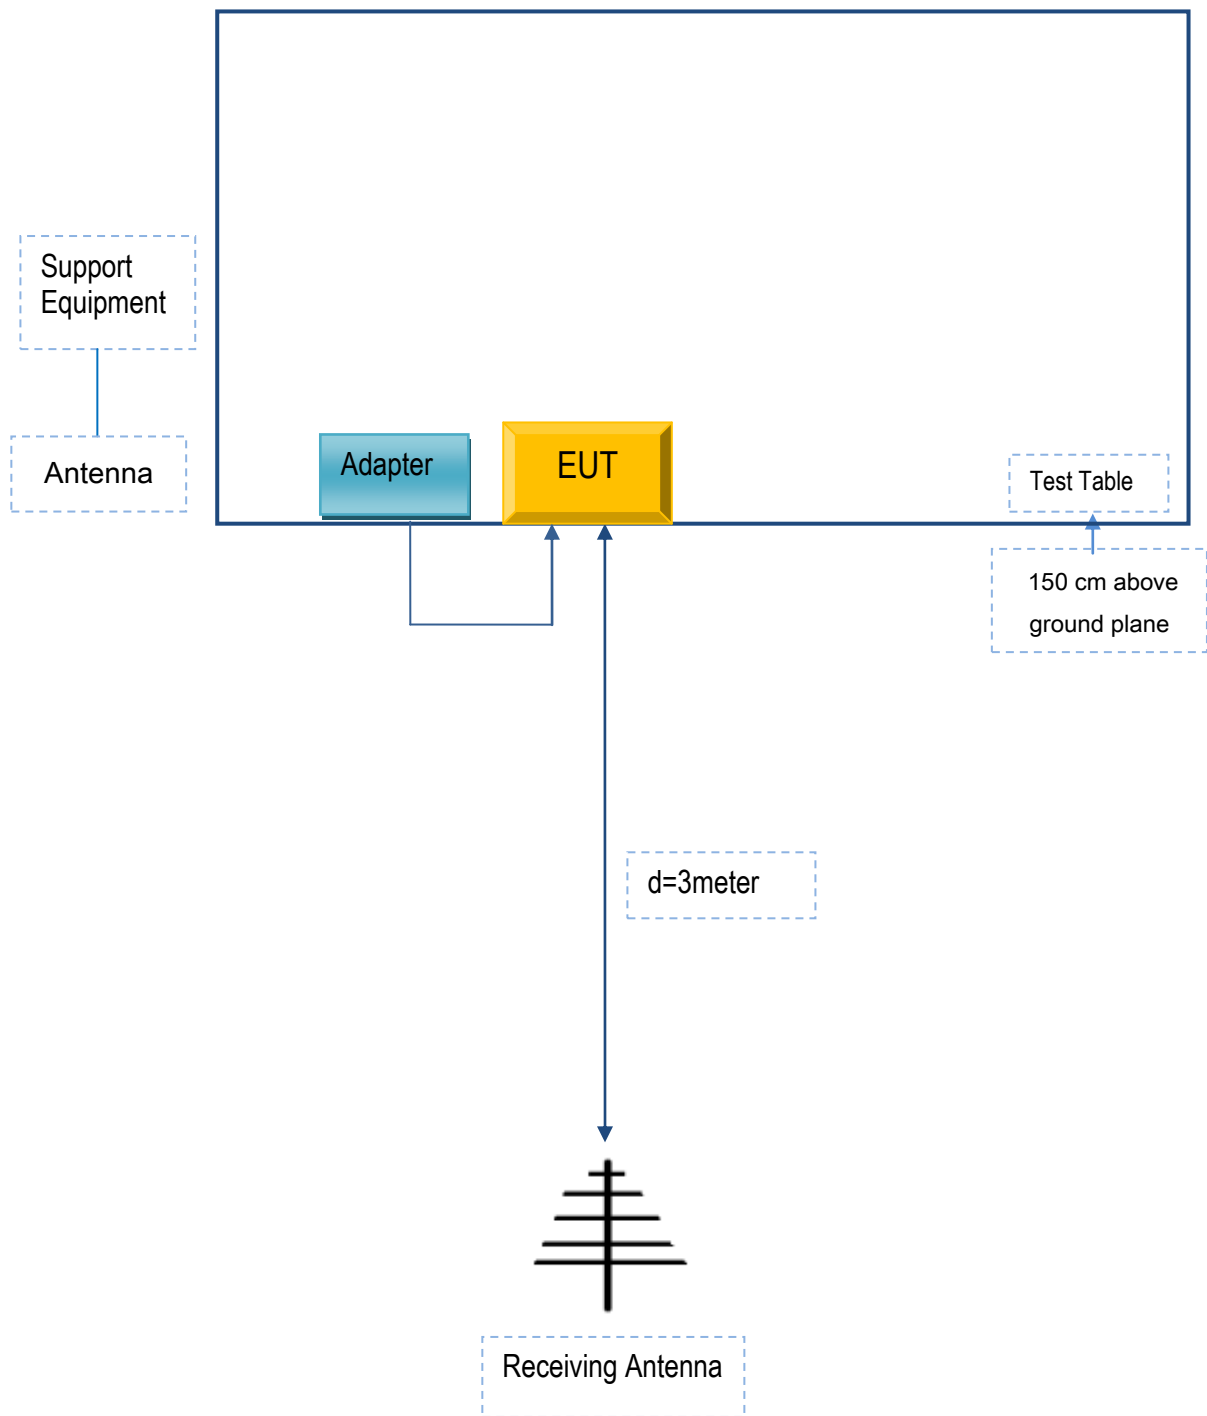 Support
Equipment
Antenna
Adapter
EUT
Test Table
150 cm above
ground plane
d=3meter
Receiving Antenna